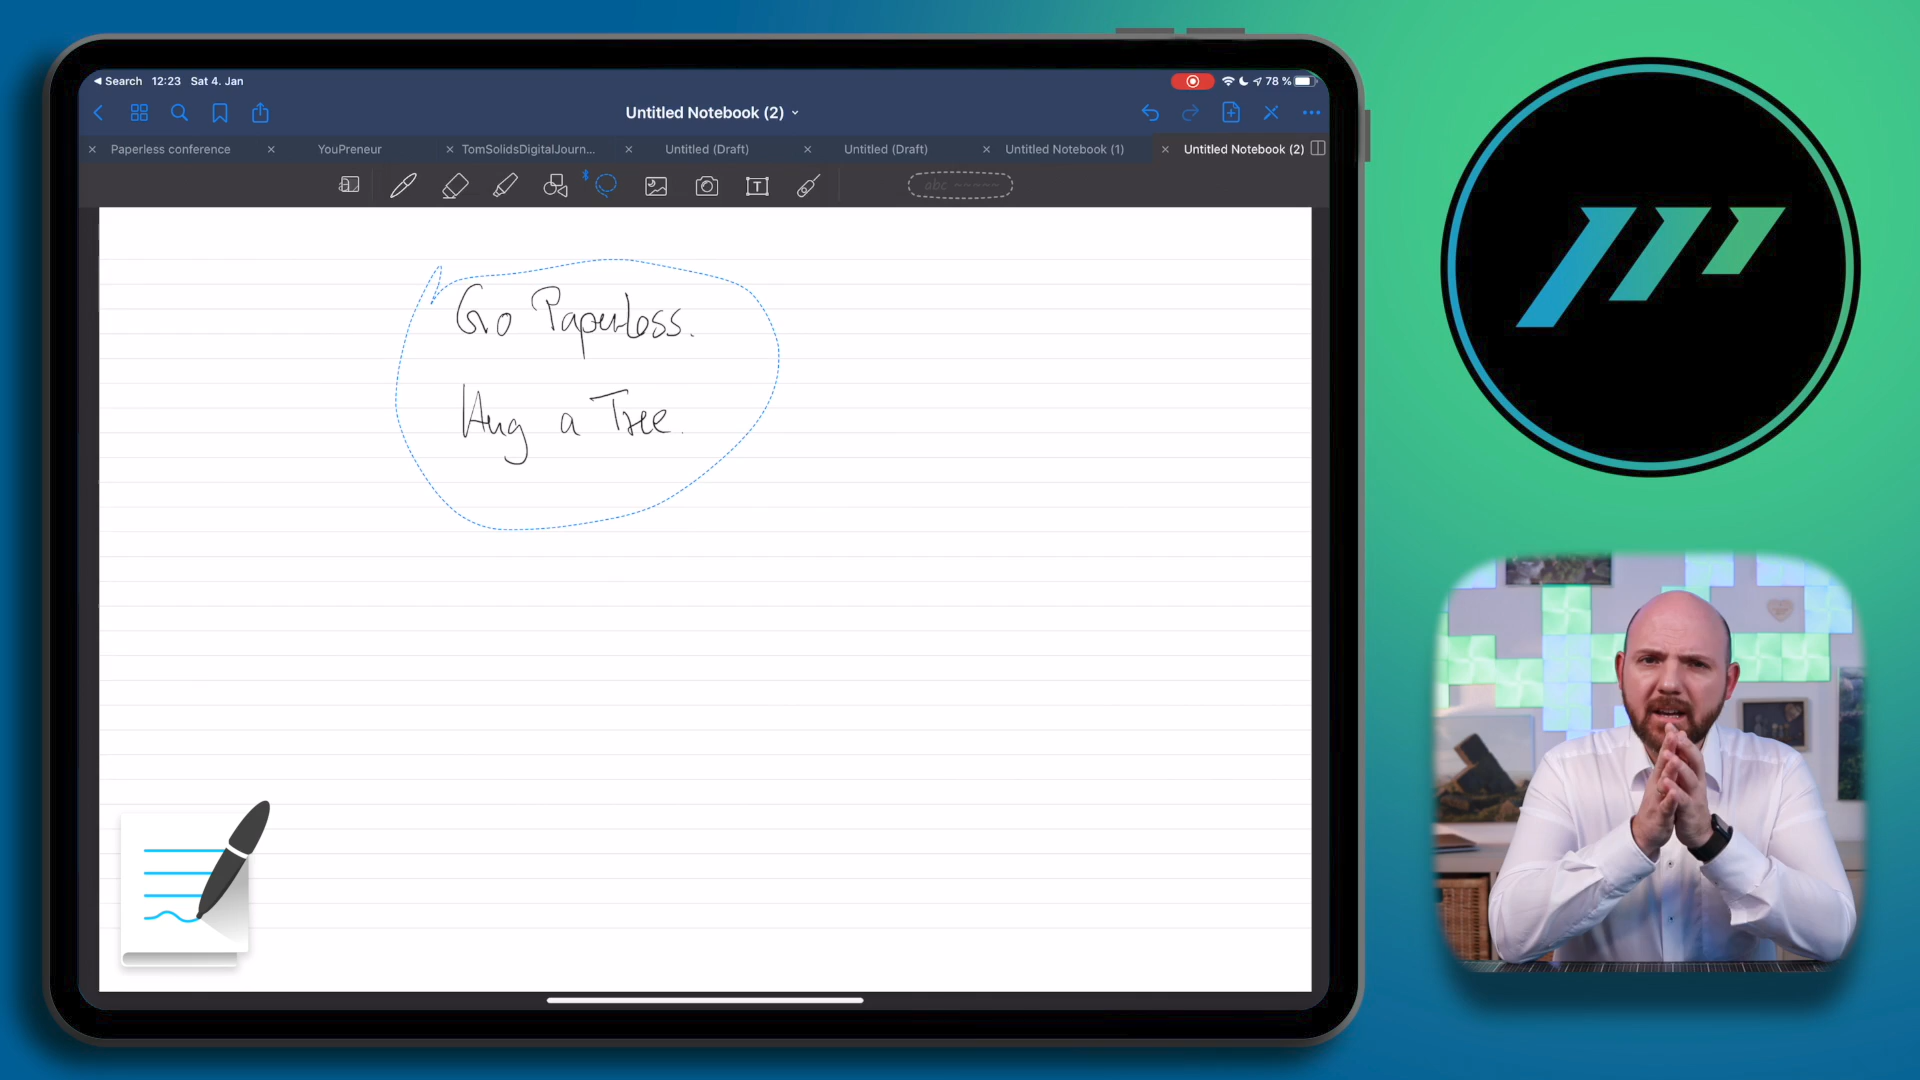 Search 12:23 Sat 4. Jan 78 %
Untitled Notebook (2)
Paperless conference YouPreneur TomSolidsDigitalJourn... Untitled (Draft) Untitled (Draft) Untitled Notebook (1) Untitled Notebook (2)
T abc
Go Paperless.
Hug a Tree.